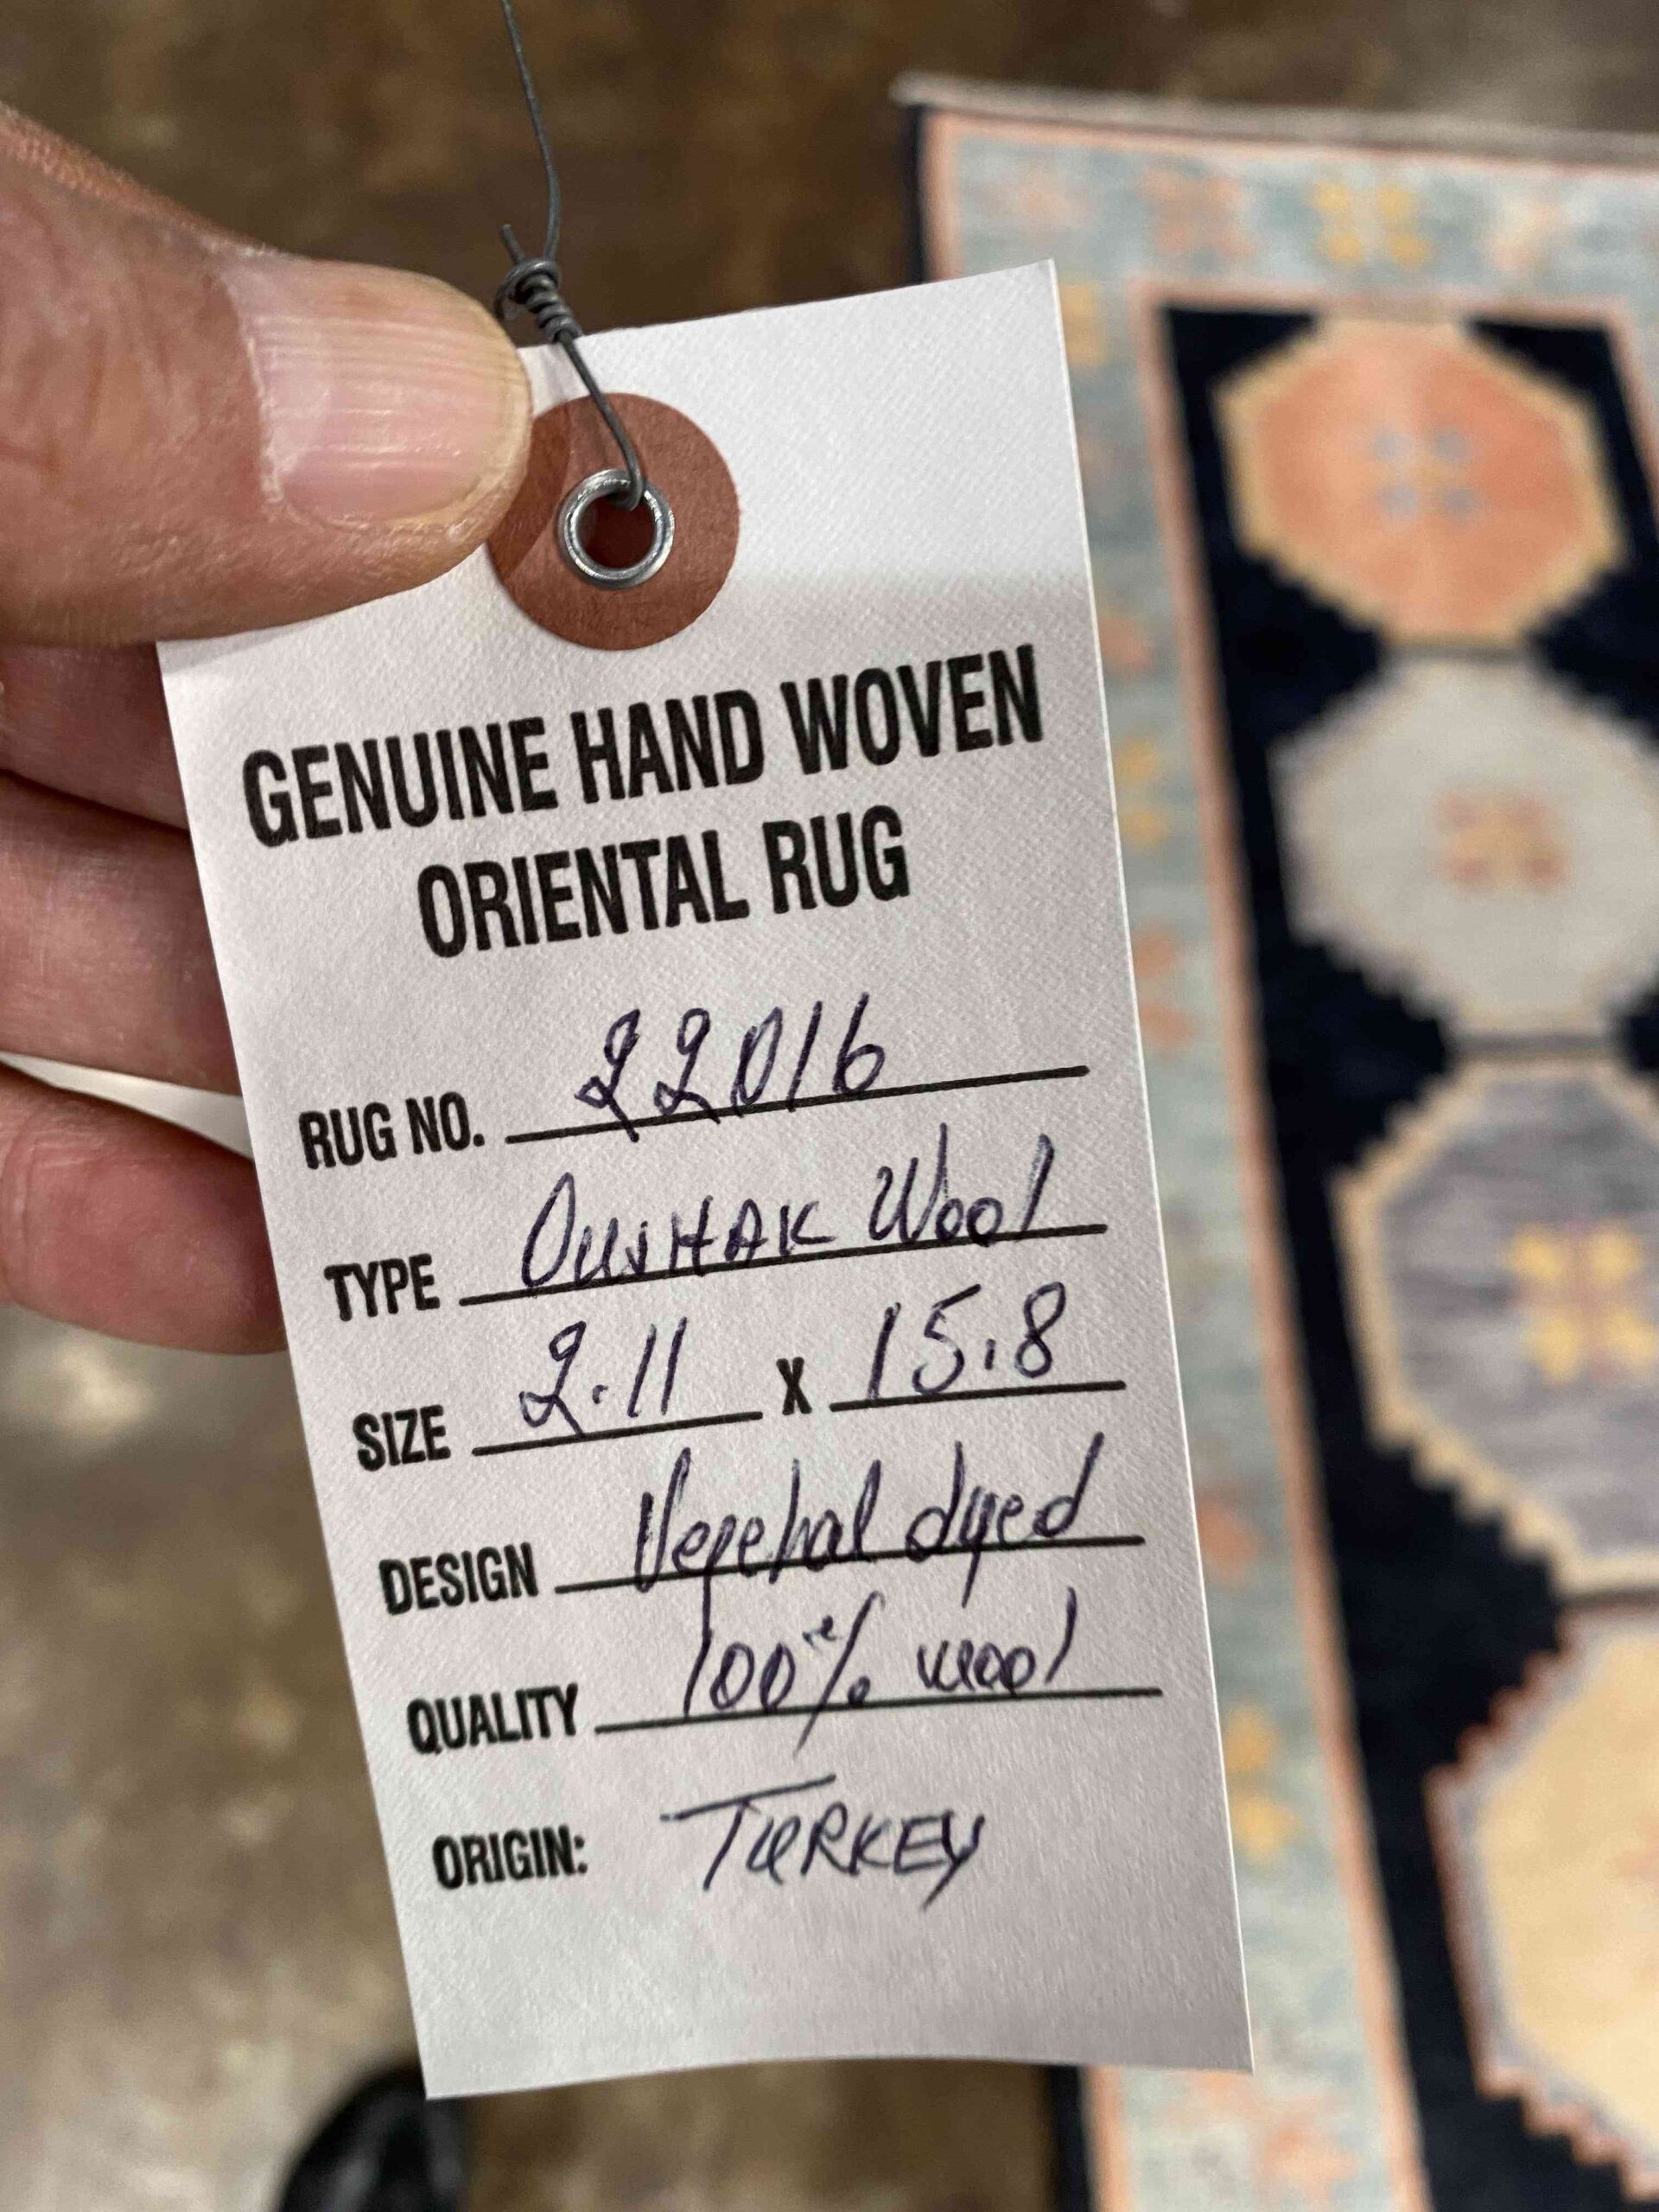 GENUINE HAND WOVEN
ORIENTAL RUG
RUG NO. 22016
TYPE OUSHAK Wool
SIZE 2.11 X 15.8
DESIGN Vegetal dyed
QUALITY 100% wool
ORIGIN: TURKEY